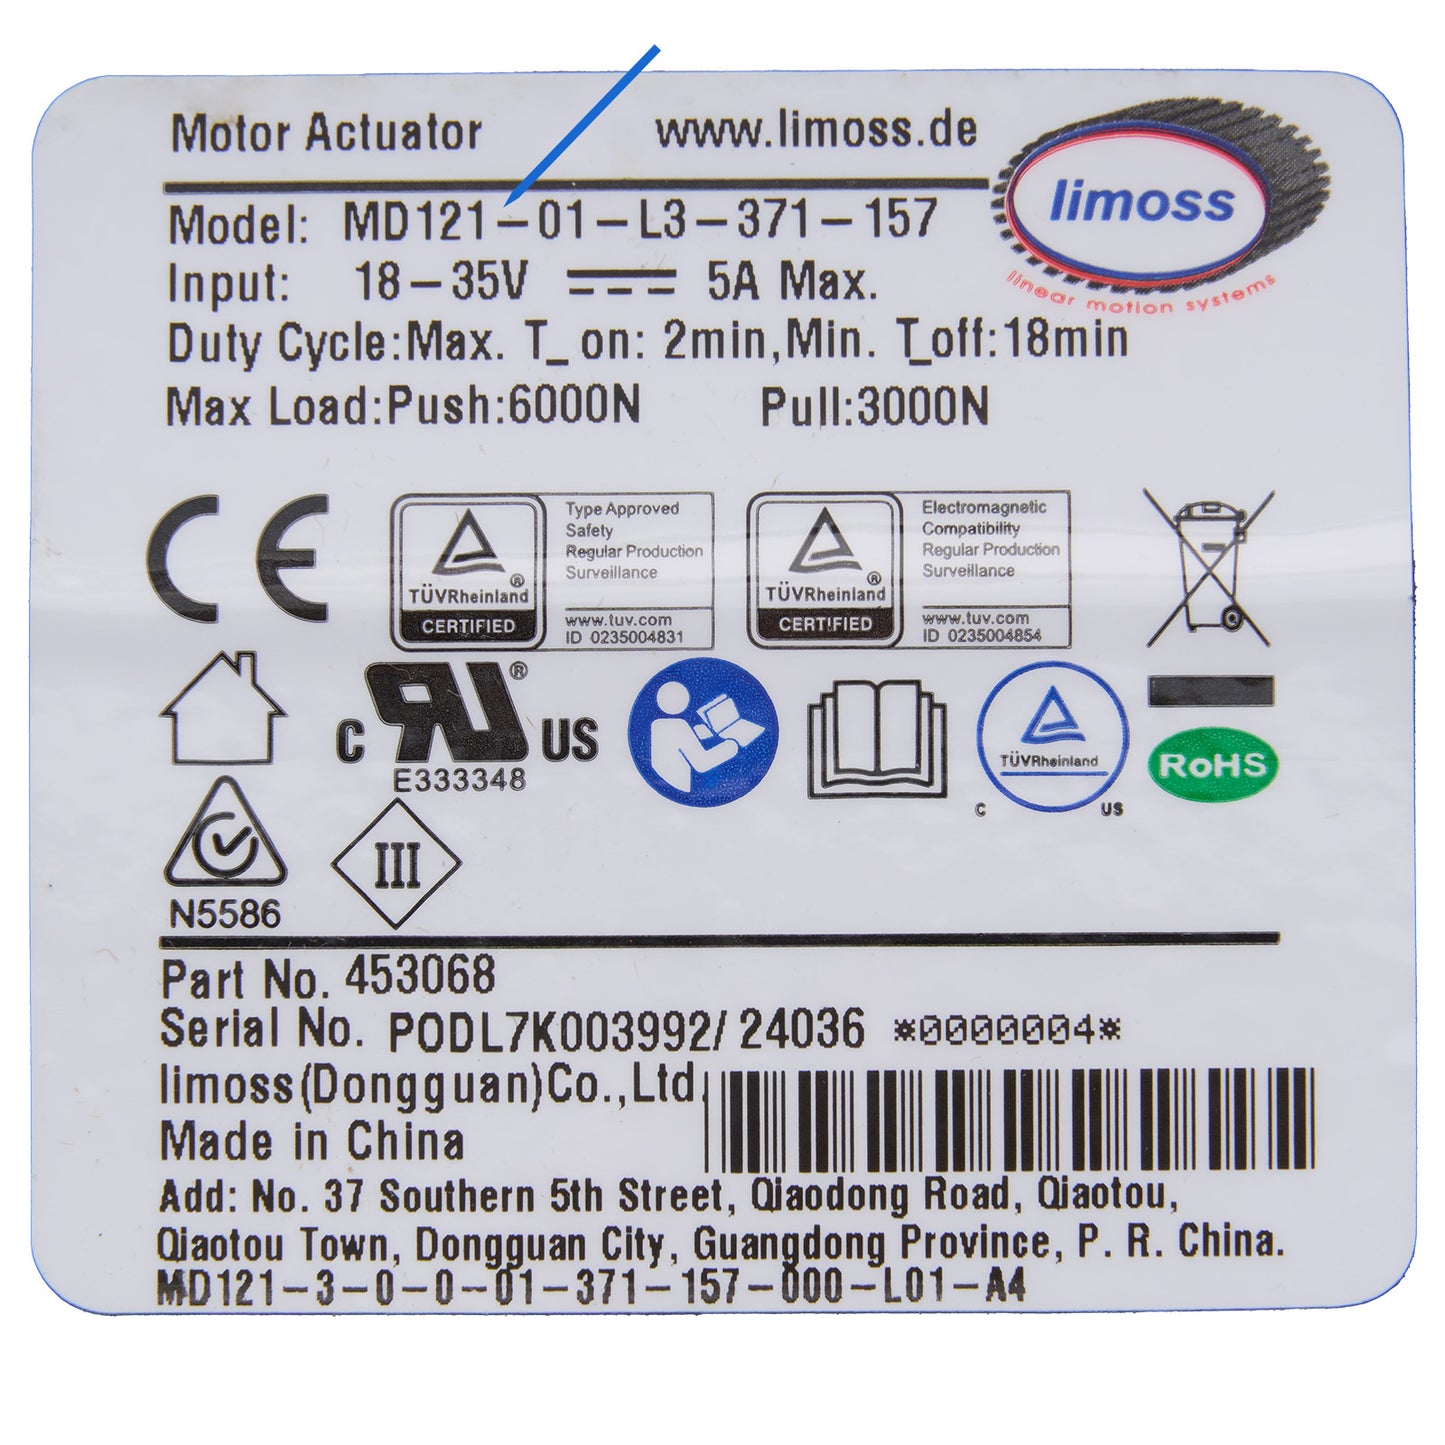 Motor Actuator www.limoss.de
limoss
linear motion systems
Model: MD121-01-L3-371-157
Input: 18-35V 5A Max.
Duty Cycle:Max. T_on: 2min,Min. T_off:18min
Max Load:Push:6000N Pull:3000N
CE
TÜVRheinland
®
CERTIFIED
Type Approved
Safety
Regular Production
Surveillance
www.tuv.com
ID 0235004831
TÜVRheinland
®
CERTIFIED
Electromagnetic
Compatibility
Regular Production
Surveillance
www.tuv.com
ID 0235004854
C RU ® US
E333348
TÜVRheinland
C US
RoHS
N5586
III
Part No. 453068
Serial No. PODL7K003992/ 24036 *0000004*
limoss(Dongguan)Co.,Ltd.
Made in China
Add: No. 37 Southern 5th Street, Qiaodong Road, Qiaotou,
Qiaotou Town, Dongguan City, Guangdong Province, P. R. China.
MD121-3-0-0-01-371-157-000-L01-A4